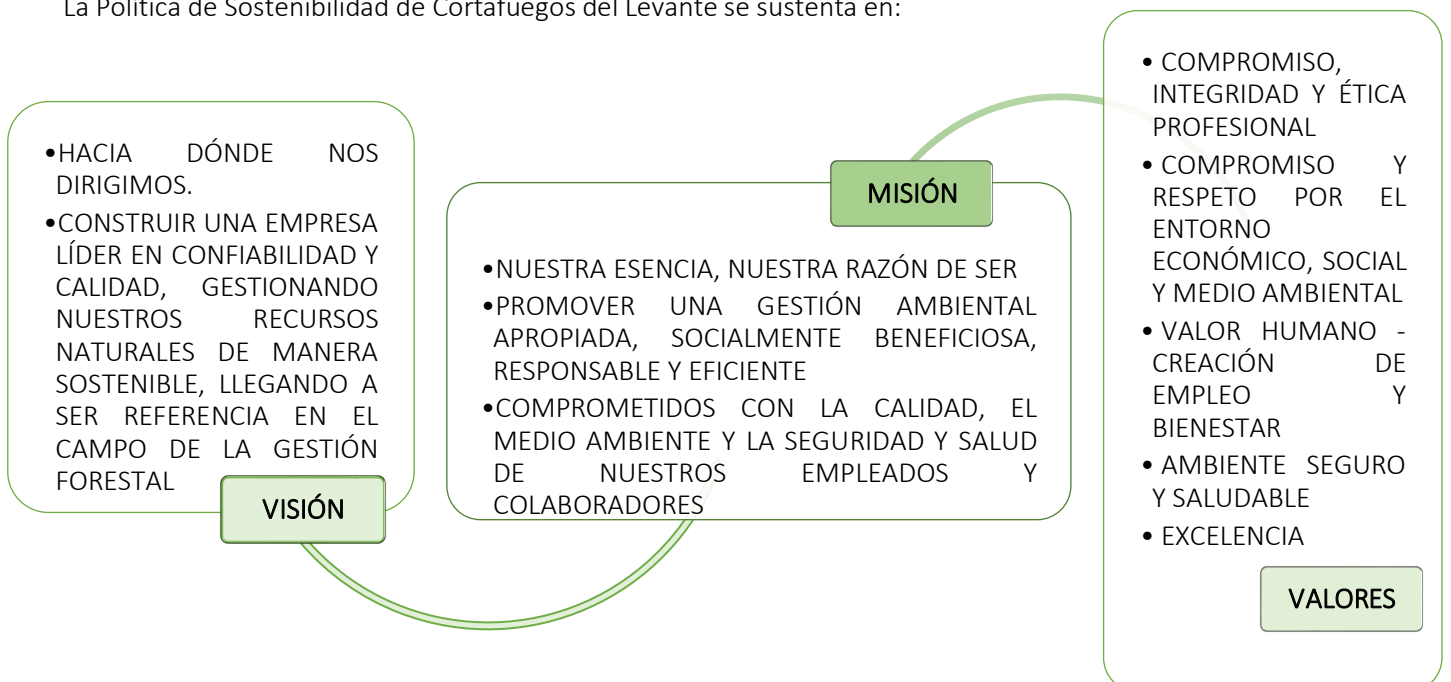 La Política de Sostenibilidad de Cortafuegos del Levante se sustenta en:
•HACIA DÓNDE NOS
DIRIGIMOS.
•CONSTRUIR UNA EMPRESA
LÍDER EN CONFIABILIDAD Y
CALIDAD, GESTIONANDO
NUESTROS RECURSOS
NATURALES DE MANERA
SOSTENIBLE, LLEGANDO A
SER REFERENCIA EN EL
CAMPO DE LA GESTIÓN
FORESTAL
VISIÓN
MISIÓN
•NUESTRA ESENCIA, NUESTRA RAZÓN DE SER
•PROMOVER UNA GESTIÓN AMBIENTAL
APROPIADA, SOCIALMENTE BENEFICIOSA,
RESPONSABLE Y EFICIENTE
•COMPROMETIDOS CON LA CALIDAD, EL
MEDIO AMBIENTE Y LA SEGURIDAD Y SALUD
DE NUESTROS EMPLEADOS Y
COLABORADORES
• COMPROMISO,
INTEGRIDAD Y ÉTICA
PROFESIONAL
• COMPROMISO Y
RESPETO POR EL
ENTORNO
ECONÓMICO, SOCIAL
Y MEDIO AMBIENTAL
• VALOR HUMANO -
CREACIÓN DE
EMPLEO Y
BIENESTAR
• AMBIENTE SEGURO
Y SALUDABLE
• EXCELENCIA
VALORES